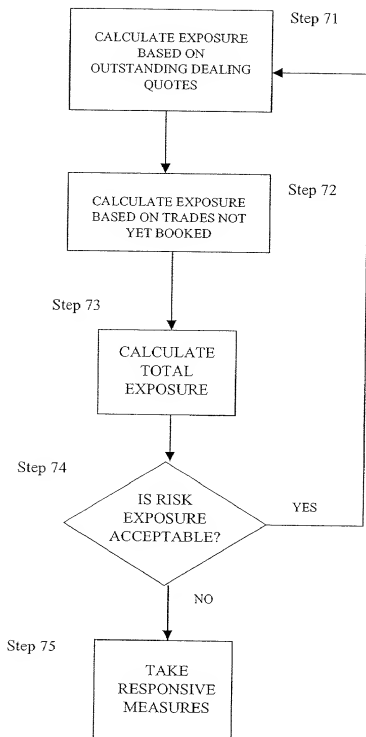 Step 71
CALCULATE EXPOSURE
BASED ON
OUTSTANDING DEALING
QUOTES
Step 72
CALCULATE EXPOSURE
BASED ON TRADES NOT
YET BOOKED
Step 73
CALCULATE
TOTAL
EXPOSURE
Step 74
IS RISK
EXPOSURE
ACCEPTABLE?
YES
NO
Step 75
TAKE
RESPONSIVE
MEASURES